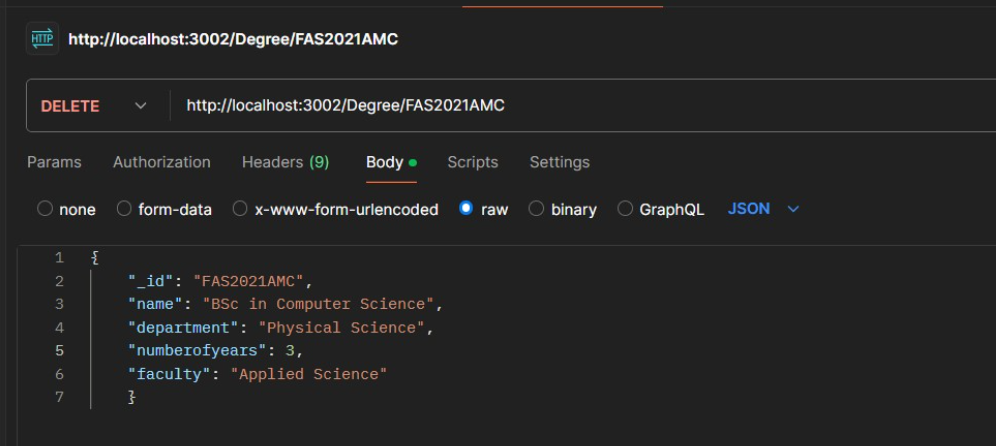 HTTP http://localhost:3002/Degree/FAS2021AMC
DELETE http://localhost:3002/Degree/FAS2021AMC
Params Authorization Headers (9) Body Scripts Settings
none form-data x-www-form-urlencoded raw binary GraphQL JSON
1 {
2 "_id": "FAS2021AMC",
3 "name": "BSc in Computer Science",
4 "department": "Physical Science",
5 "numberofyears": 3,
6 "faculty": "Applied Science"
7 }